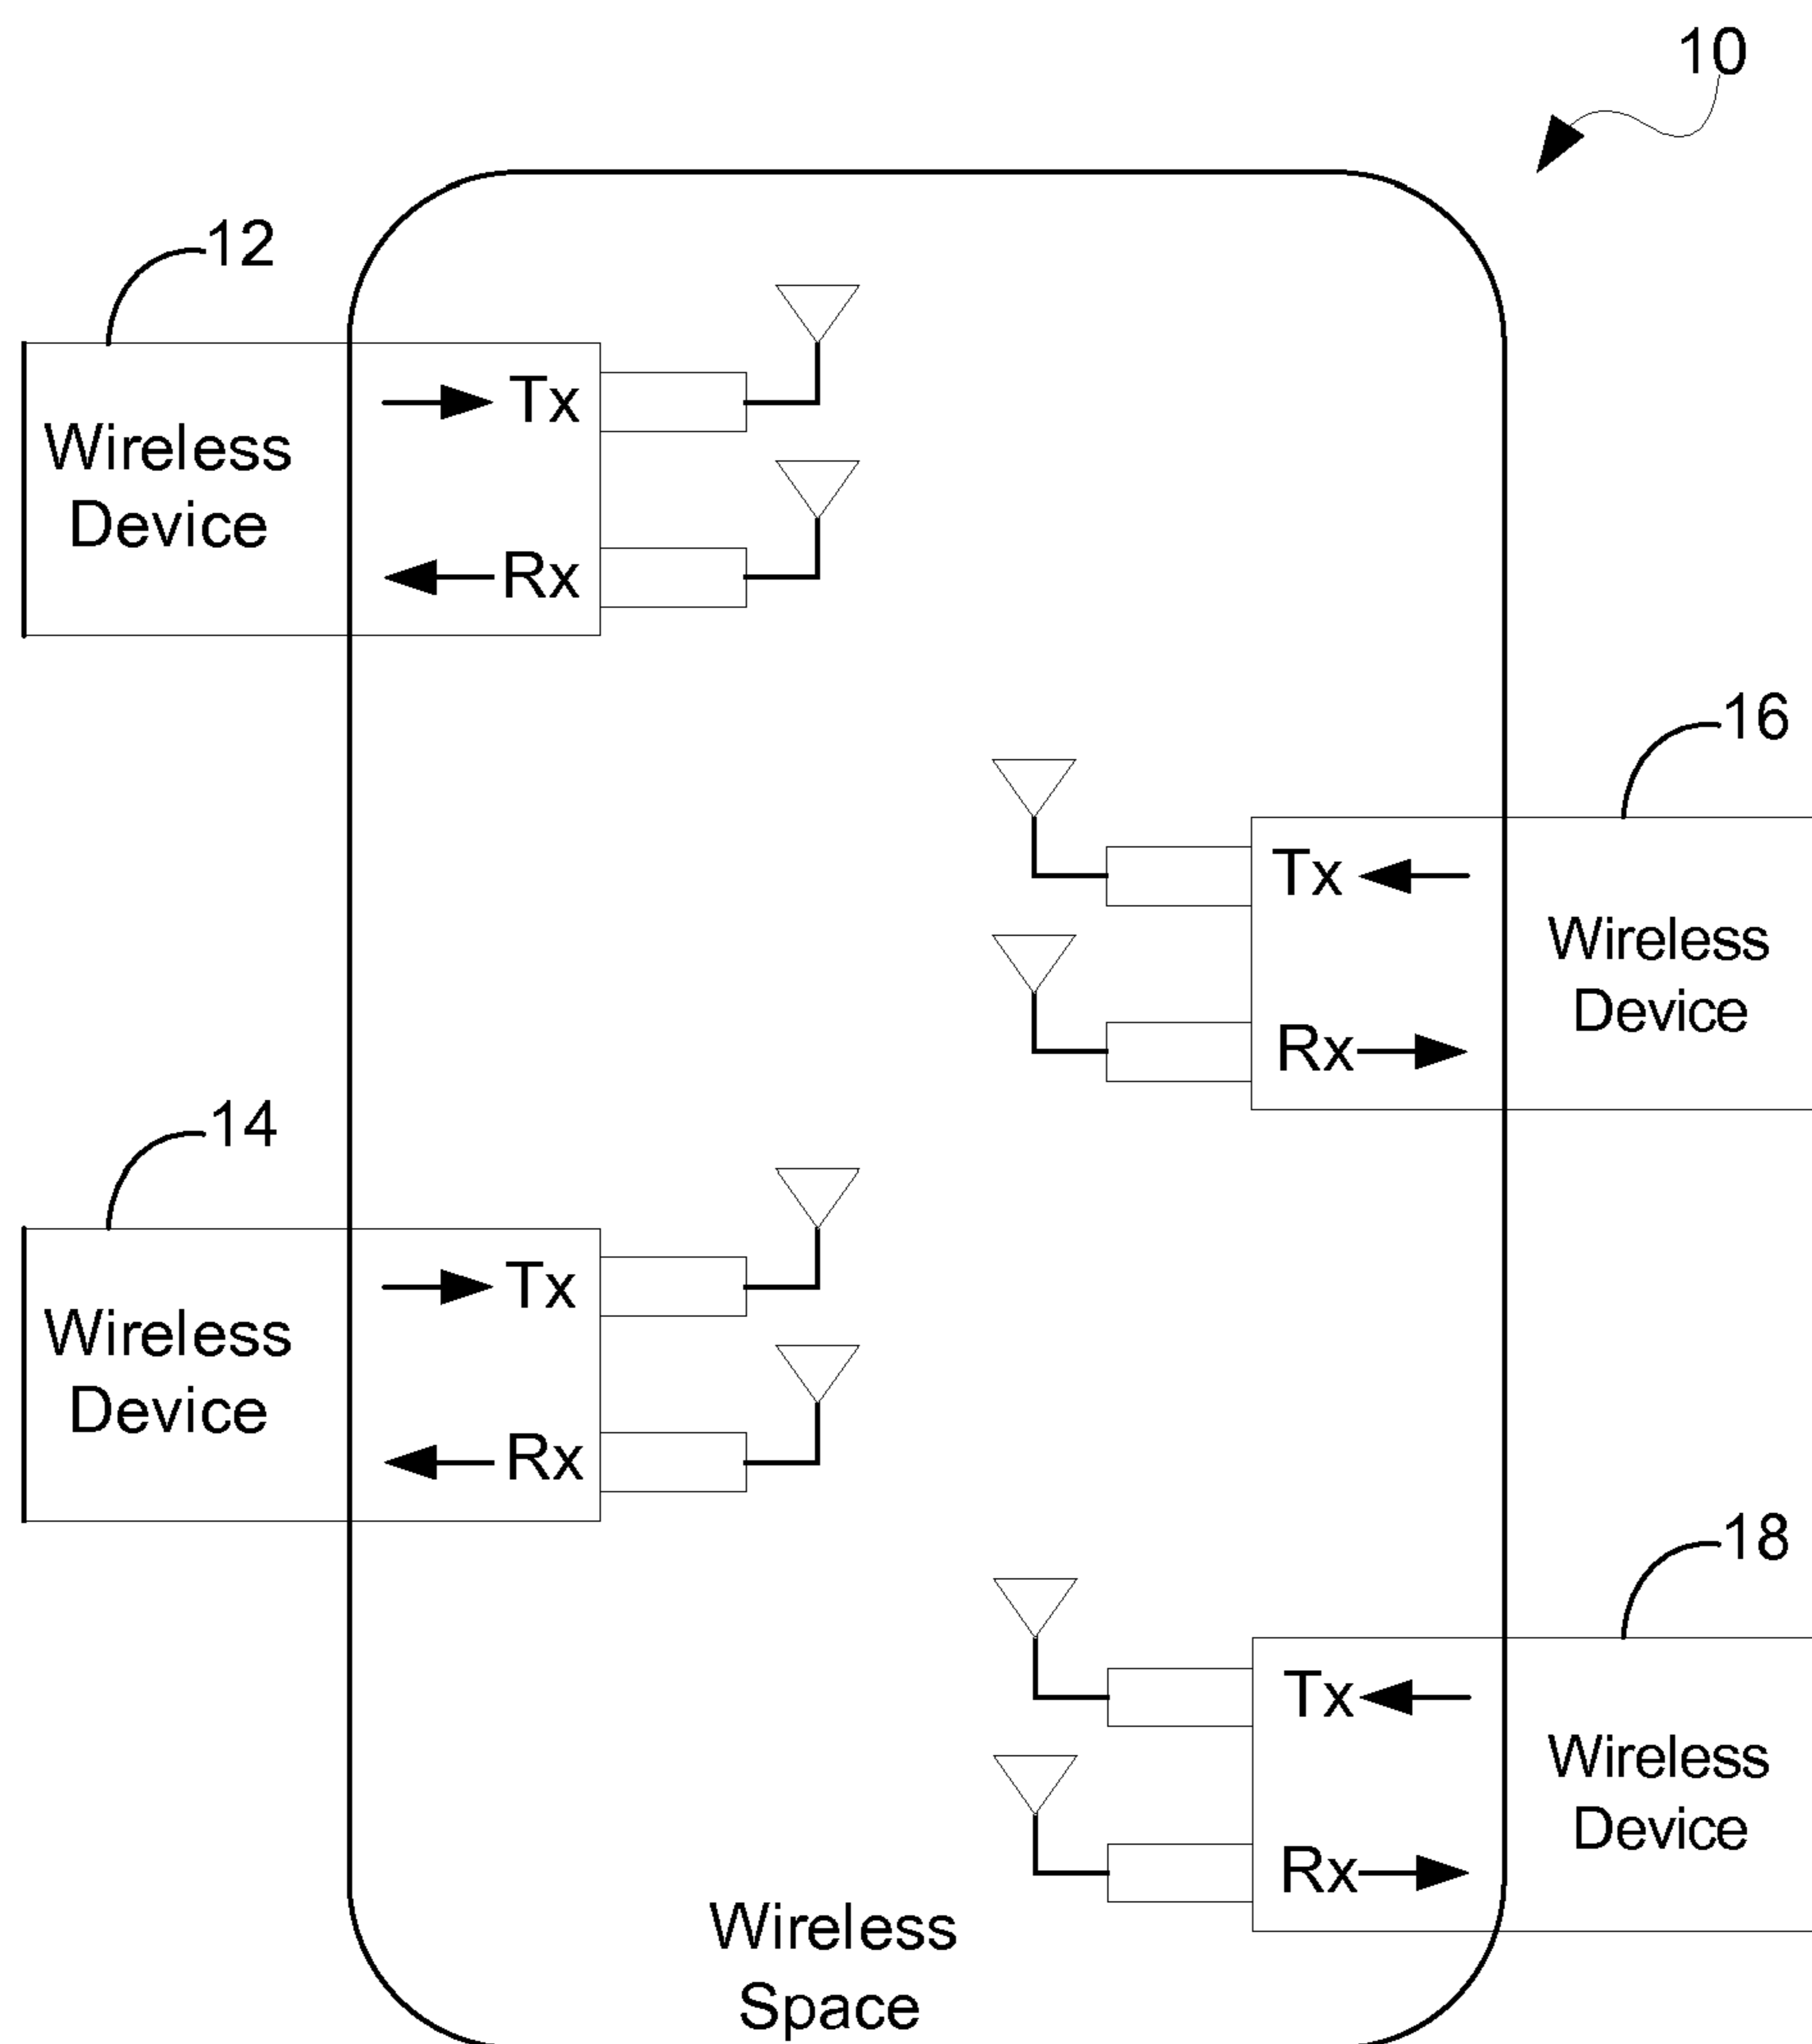 10
12
Tx
Wireless
Device
Rx
16
Tx
Wireless
Device
Rx
14
Tx
Wireless
Device
Rx
18
Tx
Wireless
Device
Rx
Wireless
Space